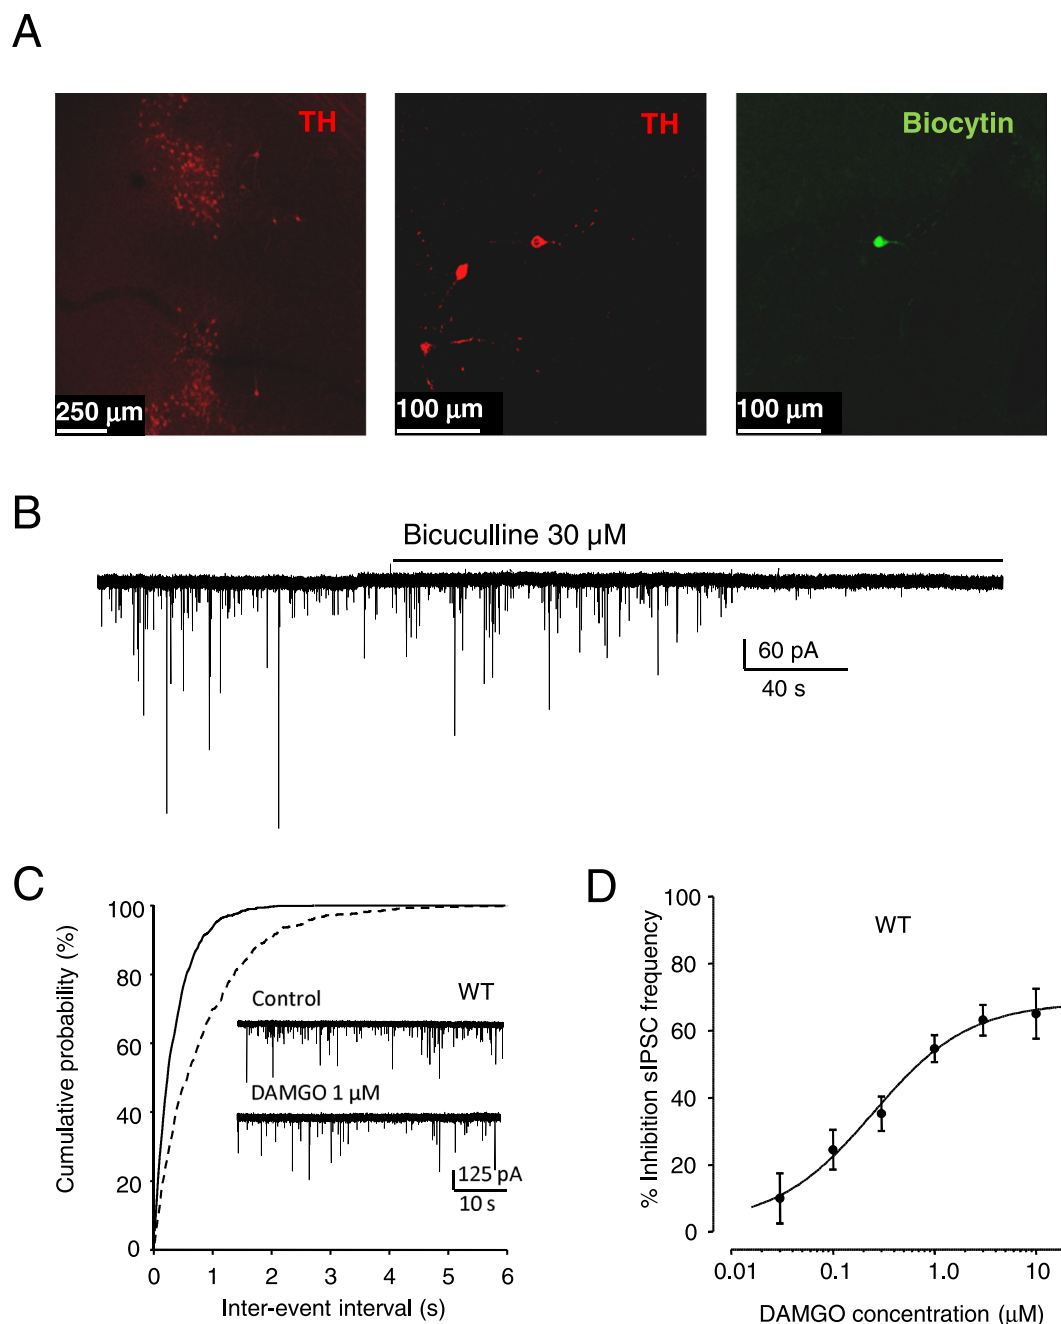 A
TH
TH
Biocytin
250 μm
100 μm
100 μm
B
Bicuculline 30 μM
60 pA
40 s
C
Cumulative probability (%)
100
80
60
40
20
0
0 1 2 3 4 5 6
Inter-event interval (s)
Control
WT
DAMGO 1 μM
125 pA
10 s
D
% Inhibition sIPSC frequency
100
80
60
40
20
0
WT
0.01 0.1 1.0 10
DAMGO concentration (μM)